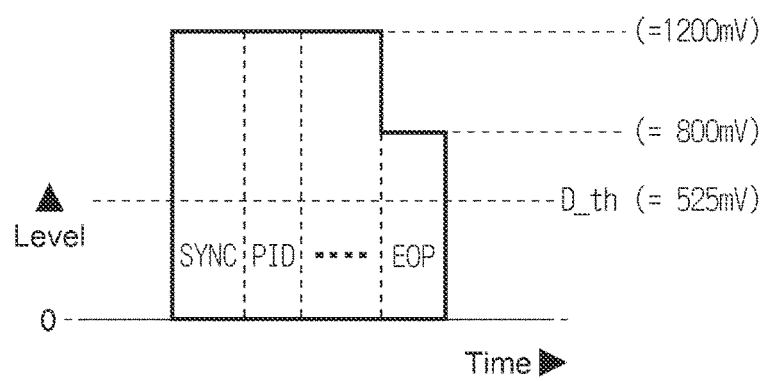 (=1200mV)
(= 800mV)
D_th (= 525mV)
Level
SYNC PID EOP
0
Time